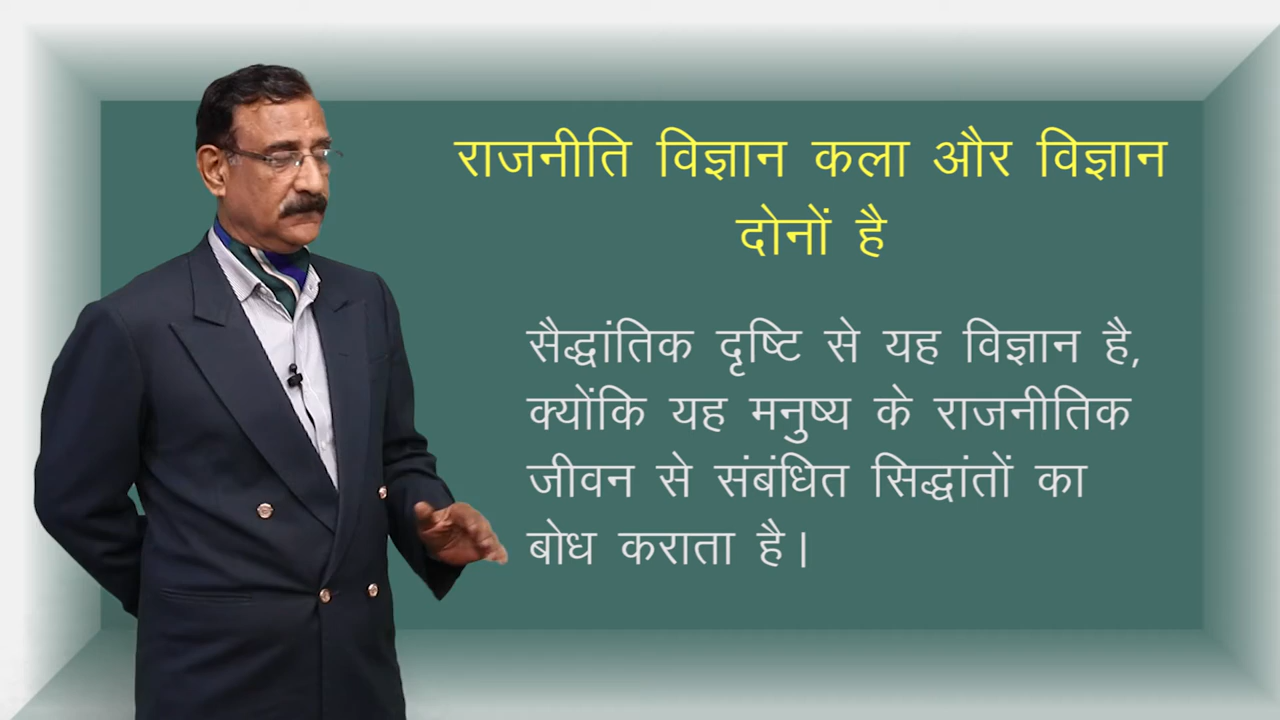 राजनीति विज्ञान कला और विज्ञान
दोनों है
सैद्धांतिक दृष्टि से यह विज्ञान है,
क्योंकि यह मनुष्य के राजनीतिक
जीवन से संबंधित सिद्धांतों का
बोध कराता है।